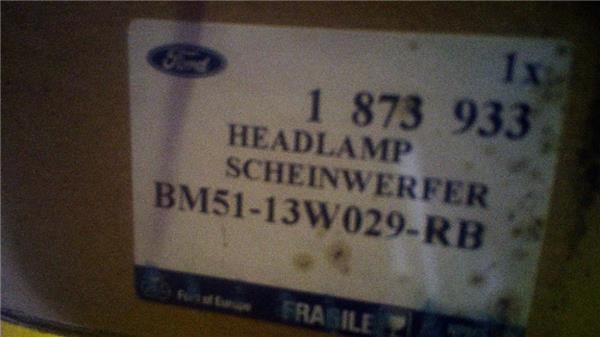 Ford
1x
1 873 933
HEADLAMP
SCHEINWERFER
BM51-13W029-RB
Ford of Europe
FRAGILE